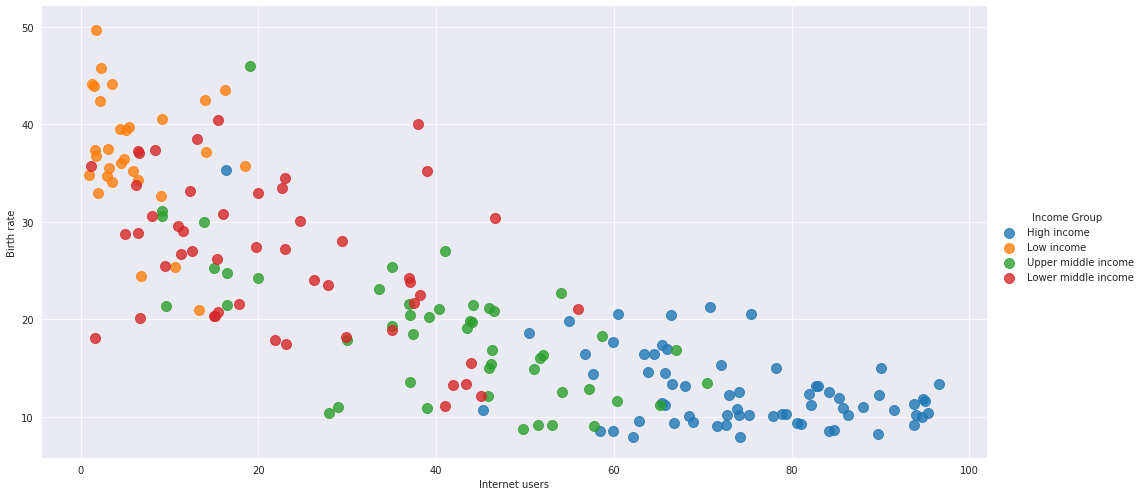 50
40
30
20
10
Birth rate
0
20
40
60
80
100
Internet users
Income Group
High income
Low income
Upper middle income
Lower middle income